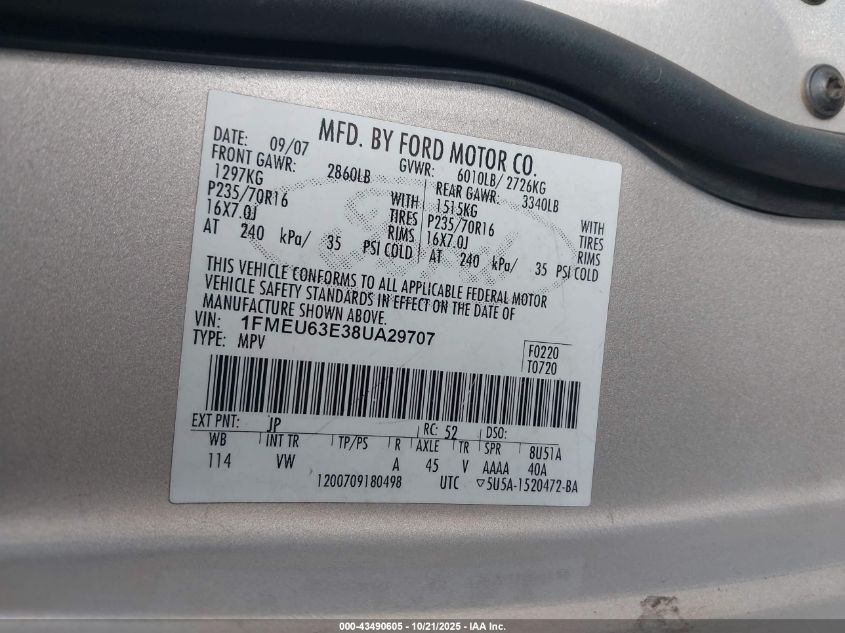 MFD. BY FORD MOTOR CO.
DATE: 09/07 GVWR: 6010LB/ 2726KG
FRONT GAWR: 2860LB REAR GAWR: 3340LB
1297KG WITH 1515KG WITH
P235/70R16 TIRES P235/70R16 TIRES
16X7.0J RIMS 16X7.0J RIMS
AT 240 kPa/ 35 PSI COLD AT 240 kPa/ 35 PSI COLD
THIS VEHICLE CONFORMS TO ALL APPLICABLE FEDERAL MOTOR
VEHICLE SAFETY STANDARDS IN EFFECT ON THE DATE OF
MANUFACTURE SHOWN ABOVE.
VIN: 1FMEU63E38UA29707
TYPE: MPV F0220
T0720
EXT PNT: JP RC: 52 DSO:
WB INT TR TP/PS R AXLE TR SPR 8U51A
114 VW A 45 V AAAA 40A
1200709180498 UTC ▽5U5A-1520472-BA
000-43490605 - 10/21/2025 - IAA Inc.